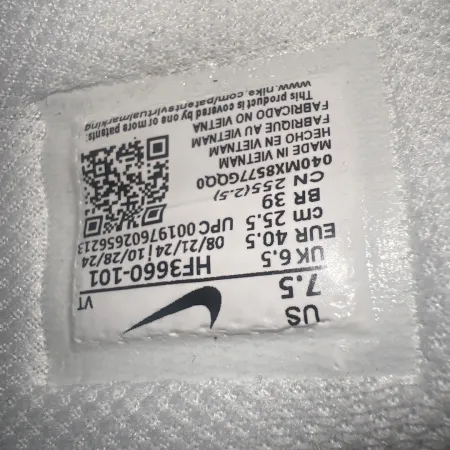 US
7.5
VT
UK 6.5
HF3660-101
EUR 40.5
08/21/24 | 10/28/24
cm 25.5
UPC 00197602656213
BR 39
CN 255(2.5)
040MX8577GQQ0
MADE IN VIETNAM
HECHO EN VIETNAM
FABRIQUE AU VIETNAM
FABRICADO NO VIETNA
This product is covered by one or more patents.
www.nike.com/patentsvirtualmarking